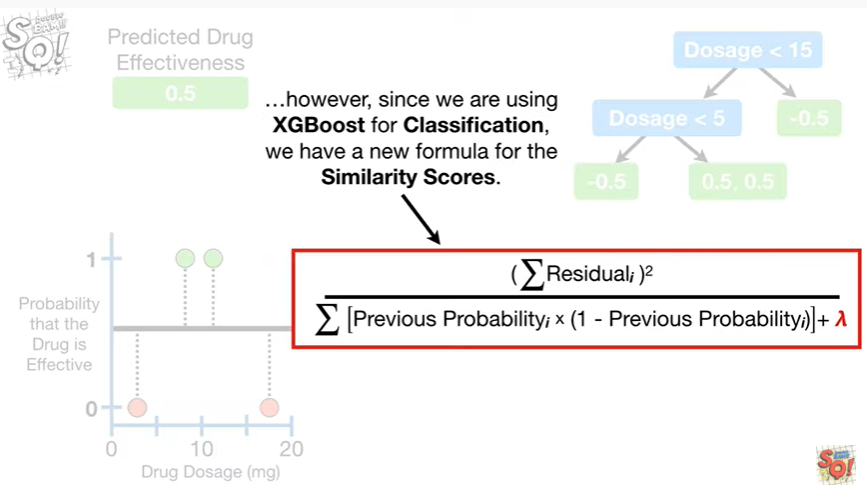 Predicted Drug
Effectiveness
0.5
...however, since we are using
XGBoost for Classification,
we have a new formula for the
Similarity Scores.
Dosage < 15
Dosage < 5
-0.5
-0.5
0.5, 0.5
(∑Residualᵢ )²
∑ [Previous Probabilityᵢ x (1 - Previous Probabilityᵢ)]+ λ
1
Probability
that the
Drug is
Effective
0
0 10 20
Drug Dosage (mg)
SQ!
SQ!